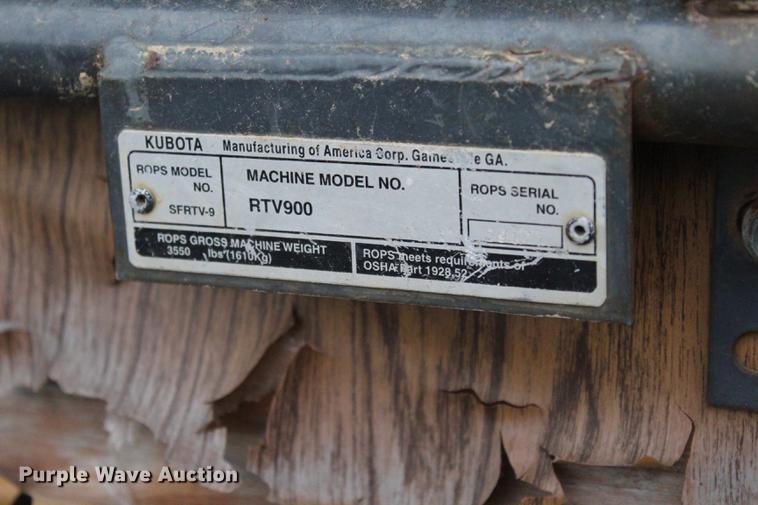 KUBOTA Manufacturing of America Corp. GA.
ROPS MODEL NO.
SFRTV-9
MACHINE MODEL NO.
RTV900
ROPS SERIAL NO.
ROPS GROSS MACHINE WEIGHT
3550 lbs (1610Kg)
ROPS meets requirements of
OSHA Part 1928,52
Purple Wave Auction